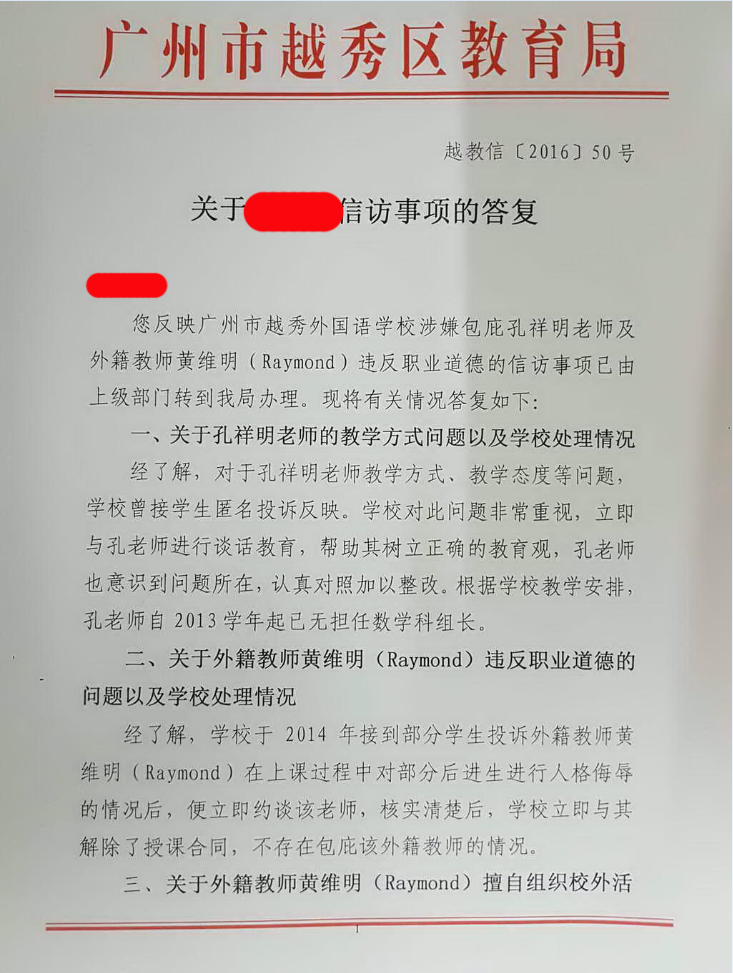 广州市越秀区教育局
越教信〔2016〕50号
关于
信访事项的答复
您反映广州市越秀外国语学校涉嫌包庇孔祥明老师及
外籍教师黄维明（Raymond）违反职业道德的信访事项已由
上级部门转到我局办理。现将有关情况答复如下：
一、关于孔祥明老师的教学方式问题以及学校处理情况
经了解，对于孔祥明老师教学方式、教学态度等问题，
学校曾接学生匿名投诉反映。学校对此问题非常重视，立即
与孔老师进行谈话教育，帮助其树立正确的教育观，孔老师
也意识到问题所在，认真对照加以整改。根据学校教学安排，
孔老师自2013学年起已无担任数学科组长。
二、关于外籍教师黄维明（Raymond）违反职业道德的
问题以及学校处理情况
经了解，学校于2014年接到部分学生投诉外籍教师黄
维明（Raymond）在上课过程中对部分后进生进行人格侮辱
的情况后，便立即约谈该老师，核实清楚后，学校立即与其
解除了授课合同，不存在包庇该外籍教师的情况。
三、关于外籍教师黄维明（Raymond）擅自组织校外活
1